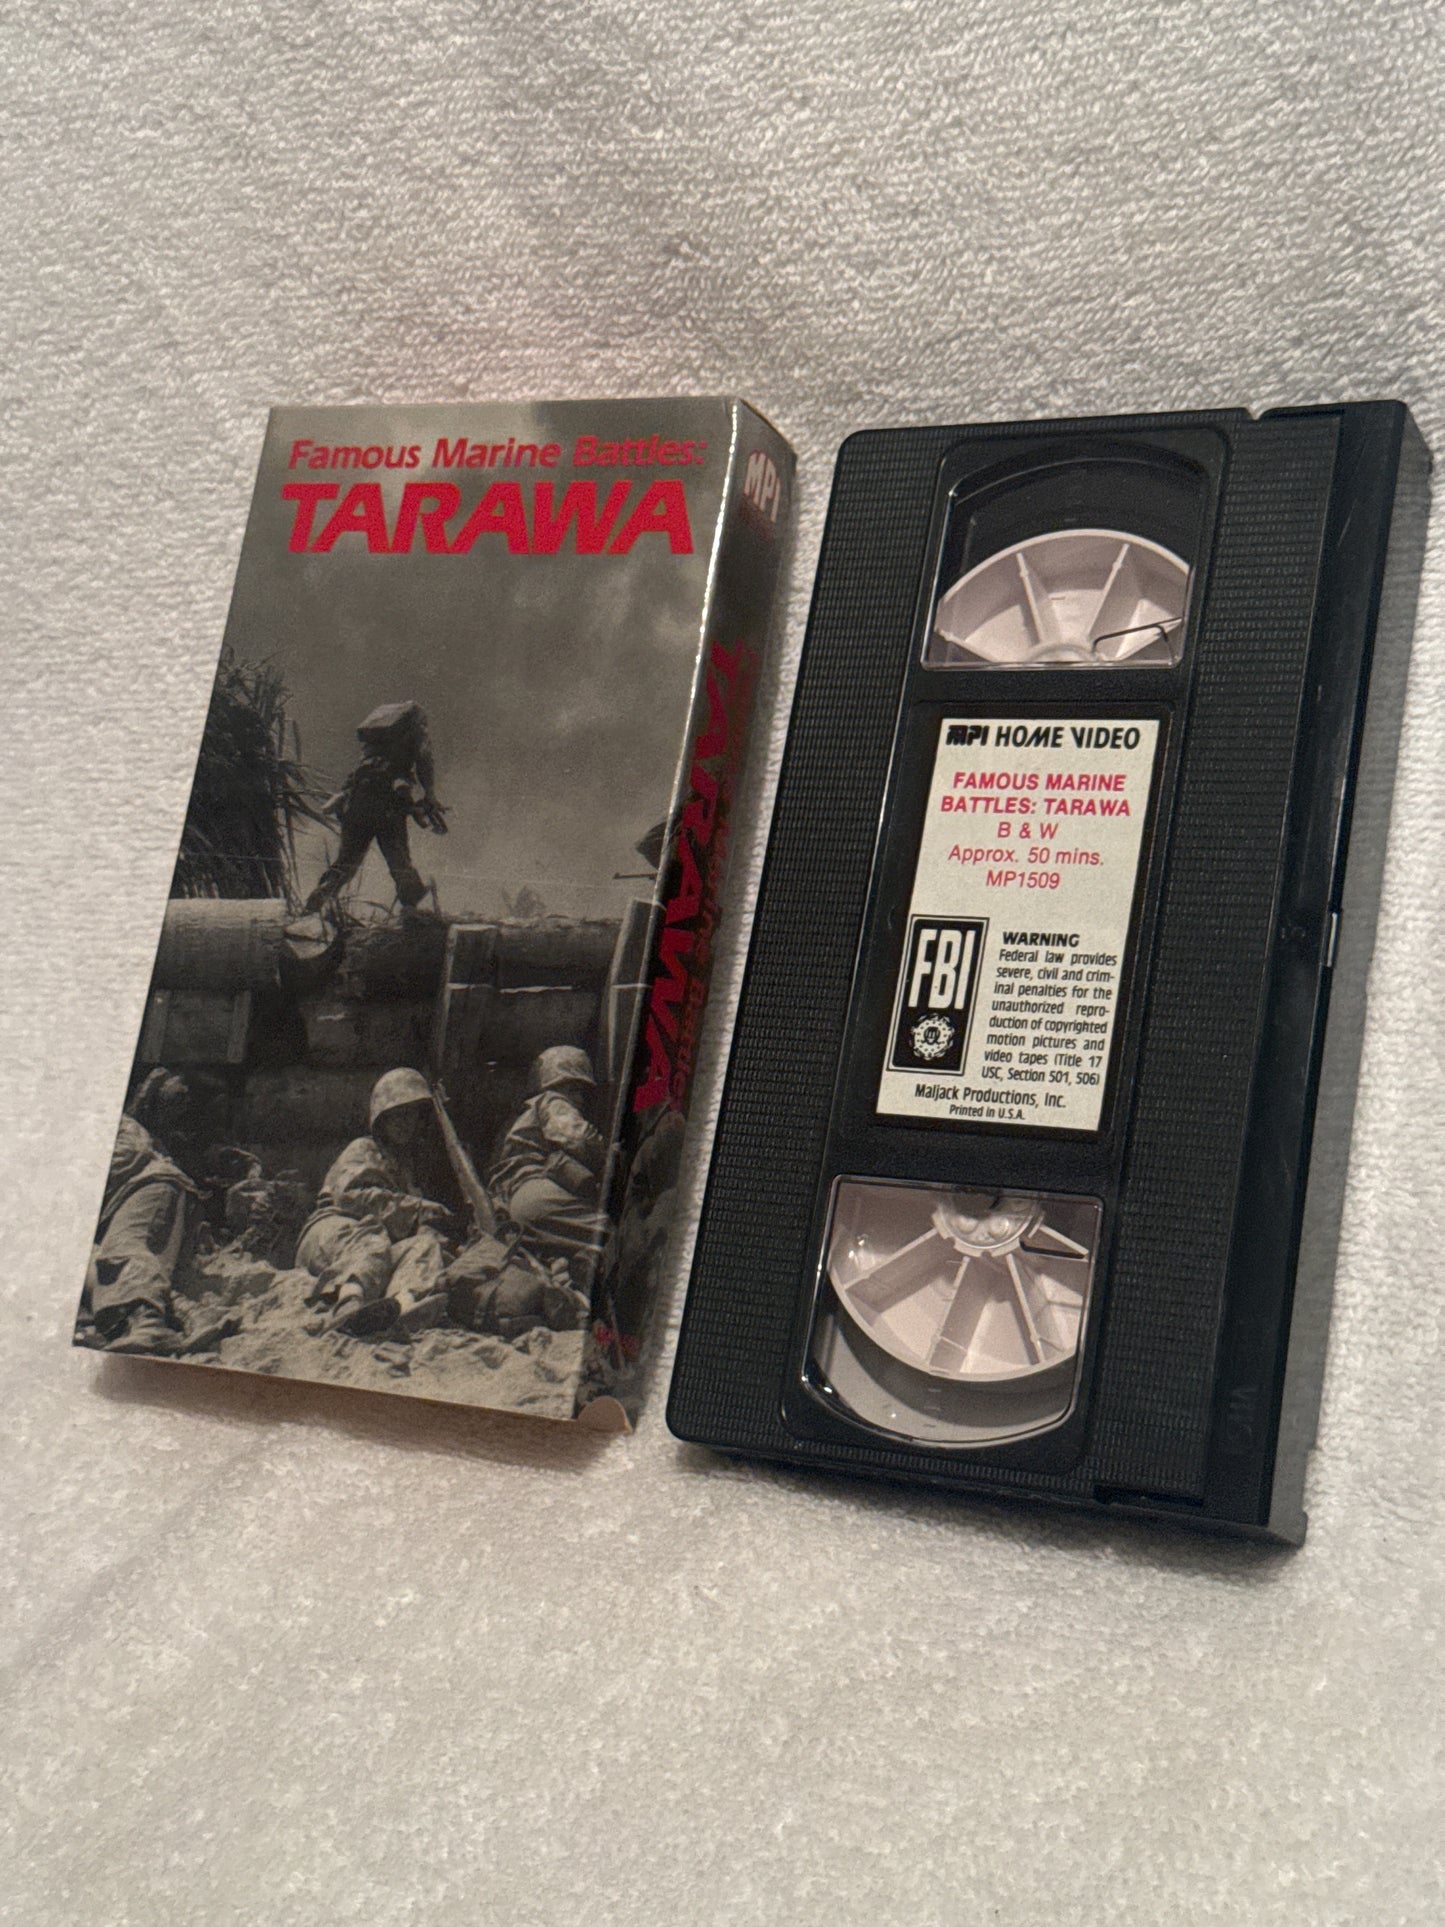 Famous Marine Battles:
TARAWA
MPI
Famous Marine Battles:
TARAWA
MPI HOME VIDEO
FAMOUS MARINE
BATTLES: TARAWA
B & W
Approx. 50 mins.
MP1509
FBI
WARNING
Federal law provides
severe, civil and crim-
inal penalties for the
unauthorized repro-
duction of copyrighted
motion pictures and
video tapes (Title 17
USC, Section 501, 506)
Maljack Productions, Inc.
Printed in U.S.A.